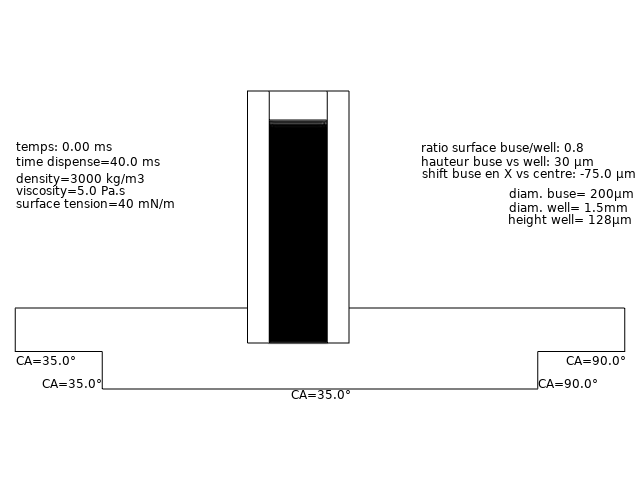 temps: 0.00 ms
time dispense=40.0 ms
density=3000 kg/m3
viscosity=5.0 Pa.s
surface tension=40 mN/m
ratio surface buse/well: 0.8
hauteur buse vs well: 30 µm
shift buse en X vs centre: -75.0 µm
diam. buse= 200µm
diam. well= 1.5mm
height well= 128µm
CA=35.0°
CA=90.0°
CA=35.0°
CA=90.0°
CA=35.0°